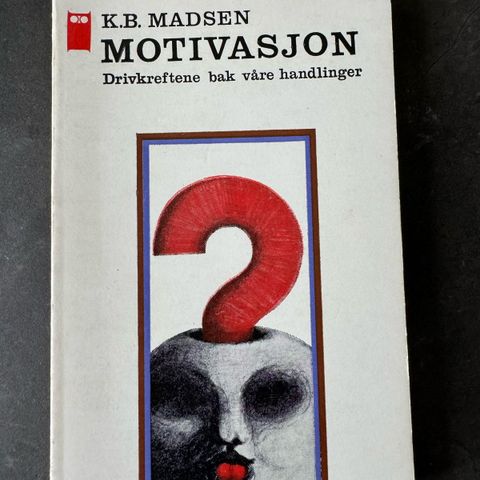 K.B. MADSEN
MOTIVASJON
Drivkreftene bak våre handlinger